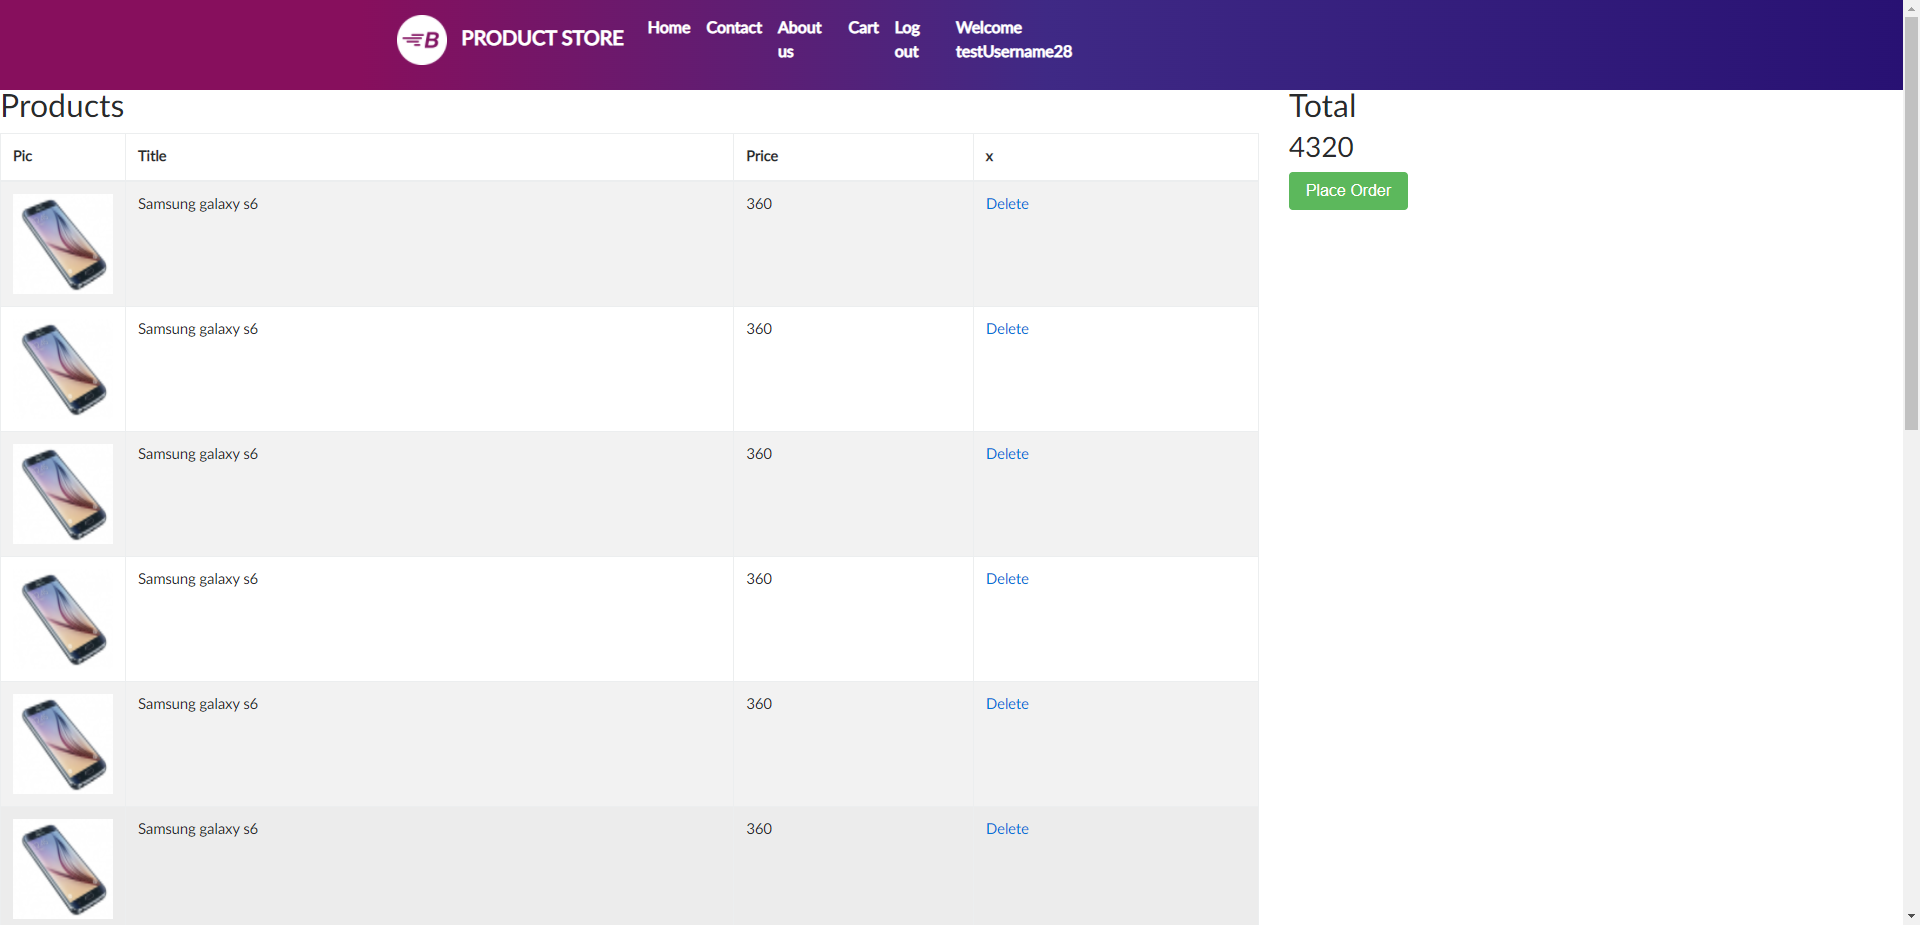 B PRODUCT STORE Home Contact About us Cart Log out Welcome testUsername28
Products
Total
4320
Place Order
Pic Title Price x
Samsung galaxy s6 360 Delete
Samsung galaxy s6 360 Delete
Samsung galaxy s6 360 Delete
Samsung galaxy s6 360 Delete
Samsung galaxy s6 360 Delete
Samsung galaxy s6 360 Delete